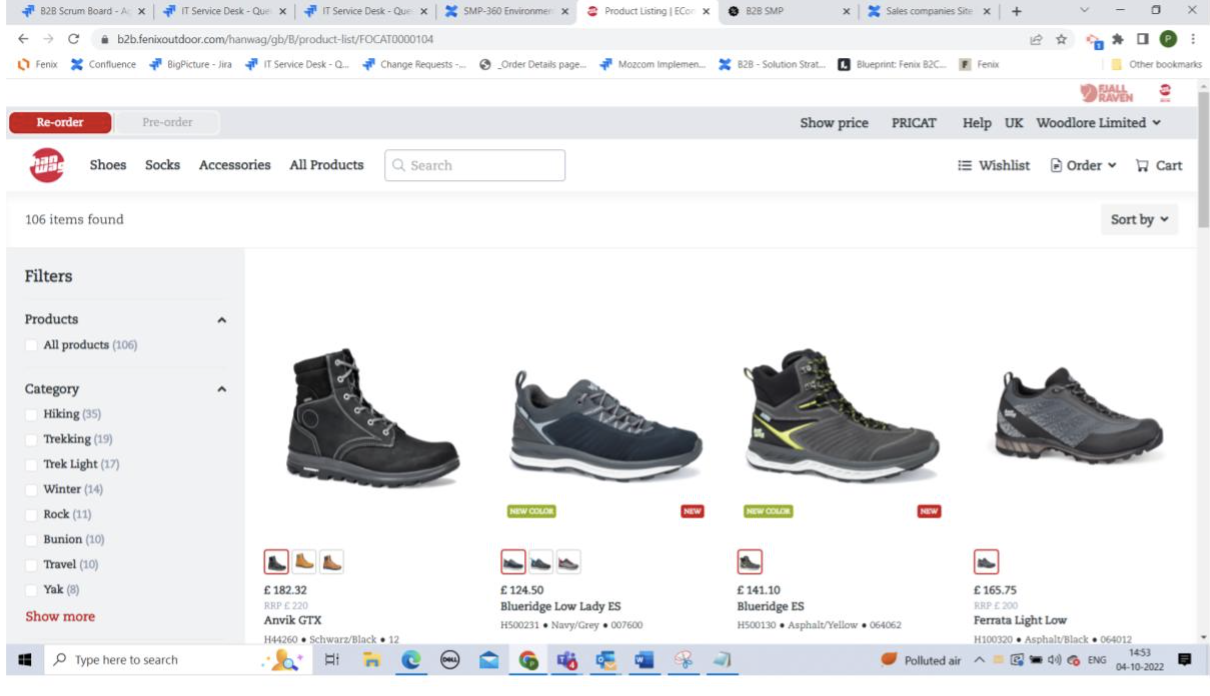 B2B Scrum Board - A
IT Service Desk - Que
IT Service Desk - Que
SMP-360 Environmen
Product Listing | ECor
B2B SMP
Sales companies Site
b2b.fenixoutdoor.com/hanwag/gb/B/product-list/FOCAT0000104
P
Fenix
Confluence
BigPicture - Jira
IT Service Desk - Q...
Change Requests -...
_Order Details page...
Mozcom Implemen...
B2B - Solution Strat...
Blueprint: Fenix B2C...
Fenix
Other bookmarks
FJALL
RAVEN
Re-order
Pre-order
Show price
PRICAT
Help
UK
Woodlore Limited
han
wag
Shoes
Socks
Accessories
All Products
Search
Wishlist
Order
Cart
106 items found
Sort by
Filters
Products
All products (106)
Category
Hiking (35)
Trekking (19)
Trek Light (17)
Winter (14)
Rock (11)
Bunion (10)
Travel (10)
Yak (8)
Show more
NEW COLOR
NEW
NEW COLOR
NEW
£ 182.32
RRP £ 220
Anvik GTX
H44260 • Schwarz/Black • 12
£ 124.50
Blueridge Low Lady ES
H500231 • Navy/Grey • 007600
£ 141.10
Blueridge ES
H500130 • Asphalt/Yellow • 064062
£ 165.75
RRP £ 200
Ferrata Light Low
H100320 • Asphalt/Black • 064012
Type here to search
DELL
Polluted air
ENG
14:53
04-10-2022